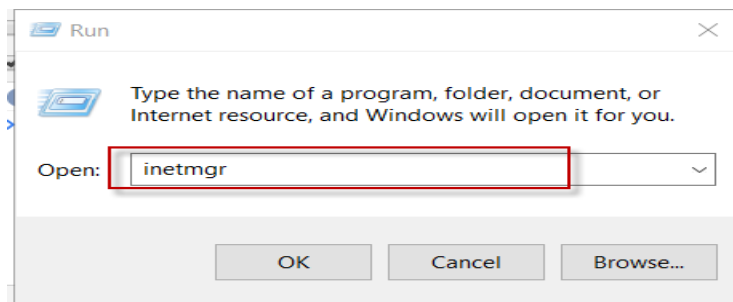 Run
Type the name of a program, folder, document, or
Internet resource, and Windows will open it for you.
Open: inetmgr
OK Cancel Browse...